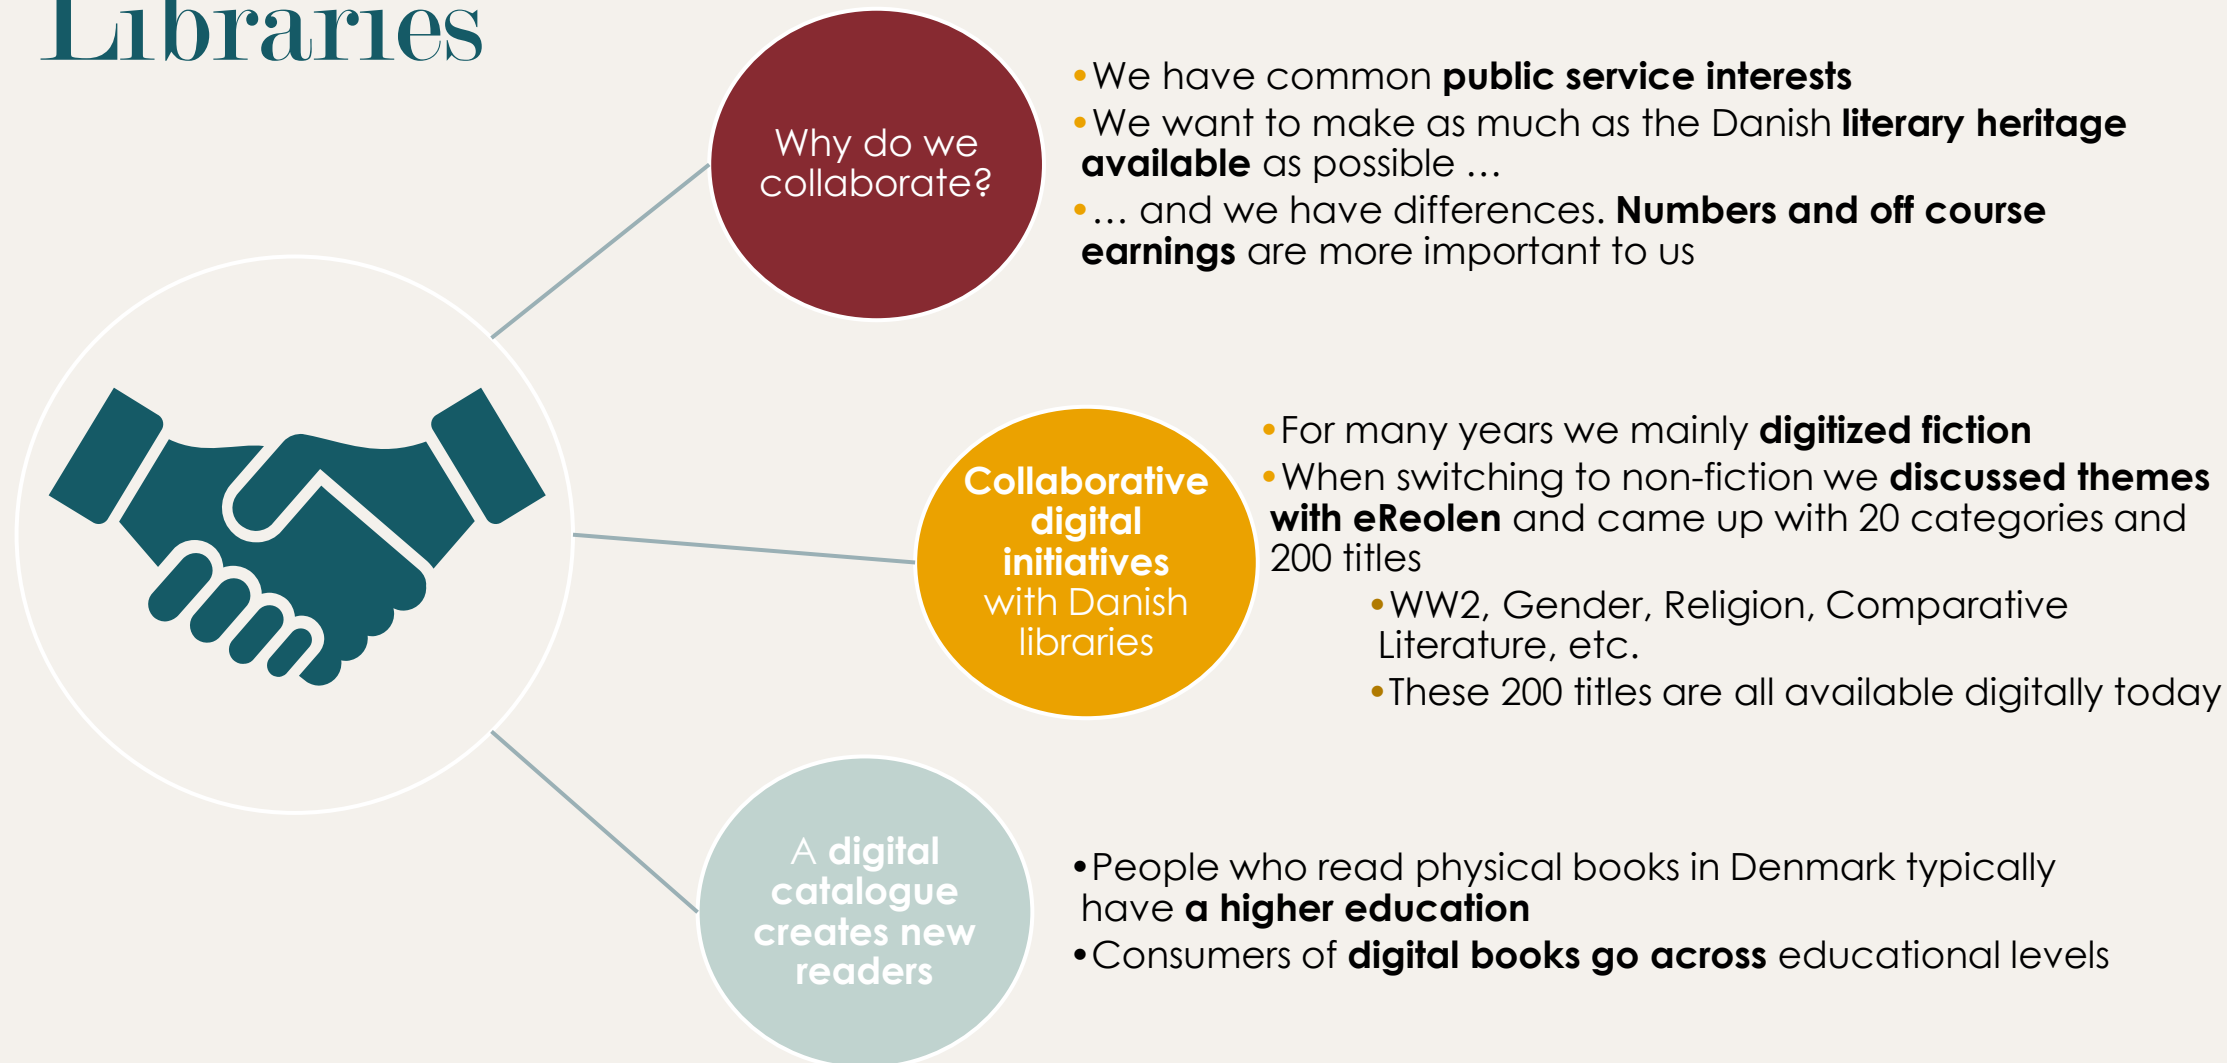 Libraries
Why do we
collaborate?
•We have common public service interests
•We want to make as much as the Danish literary heritage
available as possible …
•… and we have differences. Numbers and off course
earnings are more important to us
Collaborative
digital
initiatives
with Danish
libraries
•For many years we mainly digitized fiction
•When switching to non-fiction we discussed themes
with eReolen and came up with 20 categories and
200 titles
•WW2, Gender, Religion, Comparative
Literature, etc.
•These 200 titles are all available digitally today
A digital
catalogue
creates new
readers
•People who read physical books in Denmark typically
have a higher education
•Consumers of digital books go across educational levels